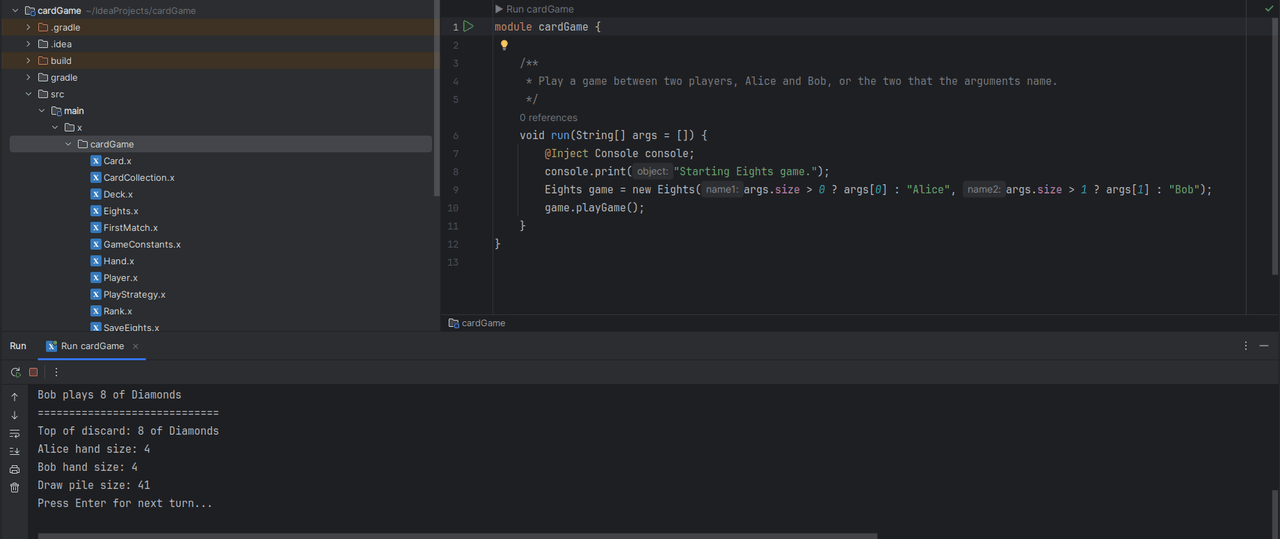 cardGame ~/IdeaProjects/cardGame
.gradle
.idea
build
gradle
src
main
x
cardGame
Card.x
CardCollection.x
Deck.x
Eights.x
FirstMatch.x
GameConstants.x
Hand.x
Player.x
PlayStrategy.x
Rank.x
SaveEights.x
Run cardGame
1 module cardGame {
2
3 /**
4 * Play a game between two players, Alice and Bob, or the two that the arguments name.
5 */
0 references
6 void run(String[] args = []) {
7 @Inject Console console;
8 console.print( object: "Starting Eights game.");
9 Eights game = new Eights( name1: args.size > 0 ? args[0] : "Alice", name2: args.size > 1 ? args[1] : "Bob");
10 game.playGame();
11 }
12 }
13
cardGame
Run Run cardGame
Bob plays 8 of Diamonds
=============================
Top of discard: 8 of Diamonds
Alice hand size: 4
Bob hand size: 4
Draw pile size: 41
Press Enter for next turn...